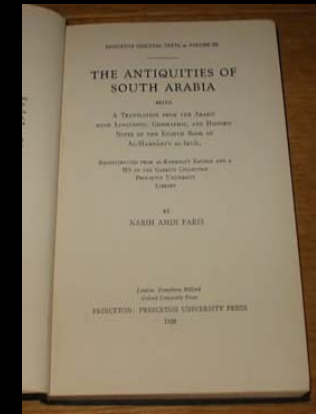 PRINCETON ORIENTAL TEXTS VOLUME III
THE ANTIQUITIES OF
SOUTH ARABIA
BEING
A TRANSLATION FROM THE ARABIC
WITH LINGUISTIC, GEOGRAPHIC, AND HISTORIC
NOTES OF THE EIGHTH BOOK OF
AL-HAMDĀNI'S AL-IKLĪL
RECONSTRUCTED FROM AL-KARMALI'S EDITION AND A
MS IN THE GARRETT COLLECTION
PRINCETON UNIVERSITY
LIBRARY
BY
NABIH AMIN FARIS
London: Humphrey Milford
Oxford University Press
PRINCETON: PRINCETON UNIVERSITY PRESS
1938